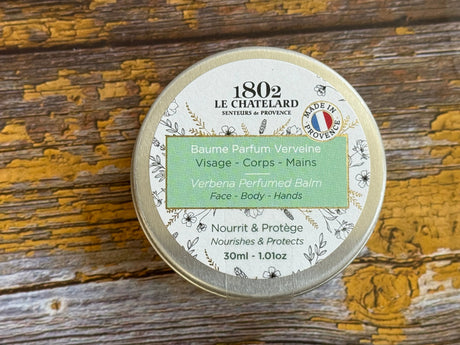 1802
LE CHATELARD
SENTEURS de PROVENCE
MADE IN
PROVENCE
Baume Parfum Verveine
Visage - Corps - Mains
Verbena Perfumed Balm
Face - Body - Hands
Nourrit & Protège
Nourishes & Protects
30ml - 1.01oz